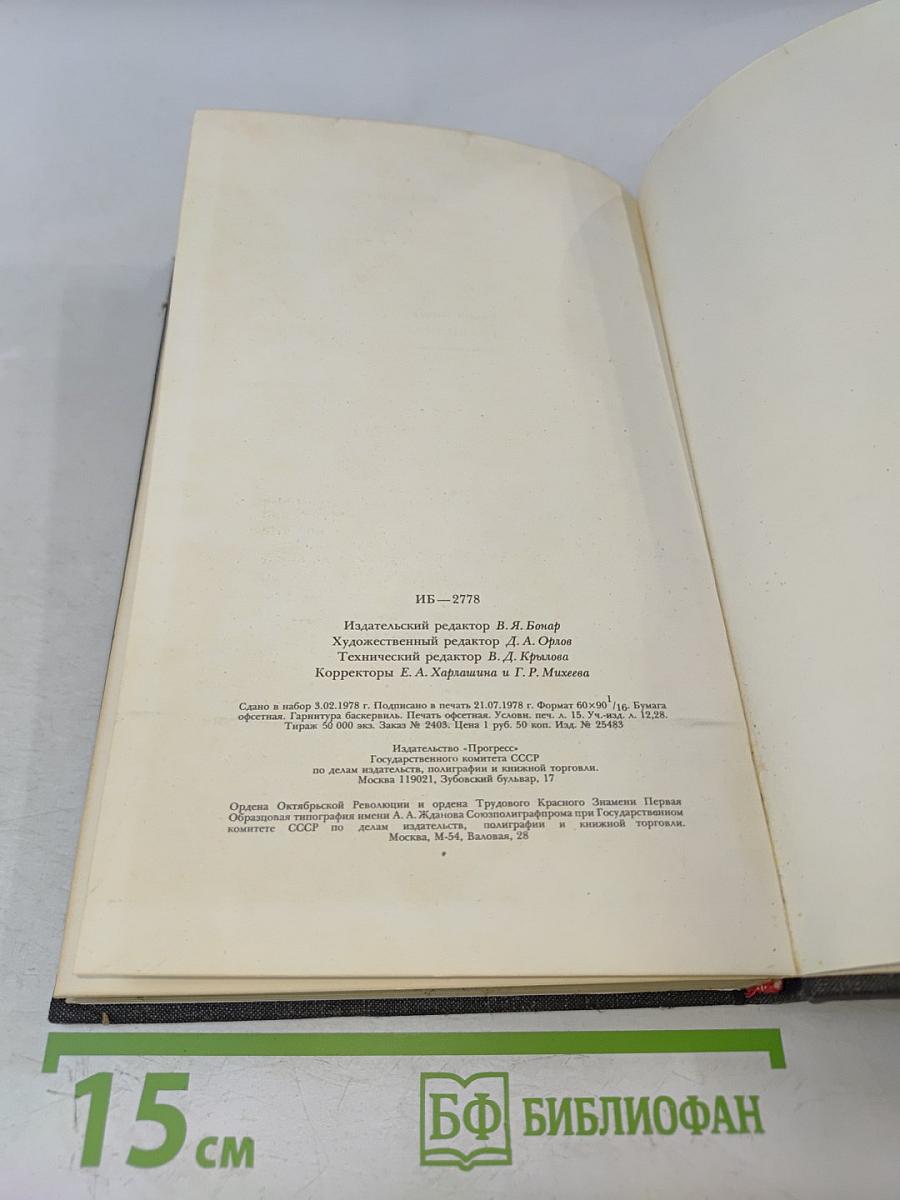 ИБ—2778
Издательский редактор В. Я. Бонар
Художественный редактор Д. А. Орлов
Технический редактор В. Д. Крылова
Корректоры Е. А. Харлашина и Г. Р. Михеева
Сдано в набор 3.02.1978 г. Подписано в печать 21.07.1978 г. Формат 60×90 1/16. Бумага
офсетная. Гарнитура баскервиль. Печать офсетная. Условн. печ. л. 15. Уч.-изд. л. 12,28.
Тираж 50 000 экз. Заказ № 2403. Цена 1 руб. 50 коп. Изд. № 25483
Издательство «Прогресс»
Государственного комитета СССР
по делам издательств, полиграфии и книжной торговли.
Москва 119021, Зубовский бульвар, 17
Ордена Октябрьской Революции и ордена Трудового Красного Знамени Первая
Образцовая типография имени А. А. Жданова Союзполиграфпрома при Государственном
комитете СССР по делам издательств, полиграфии и книжной торговли.
Москва, М-54, Валовая, 28
15 см
БФ БИБЛИОФАН